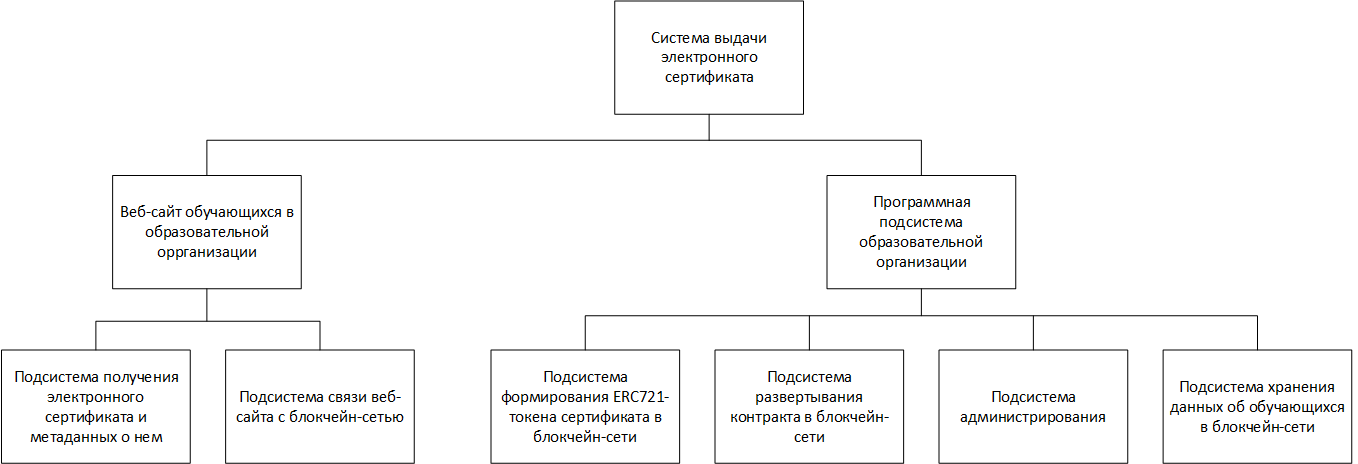 Система выдачи
электронного
сертификата
Веб-сайт обучающихся в
образовательной
оррганизации
Программная
подсистема
образовательной
организации
Подсистема получения
электронного
сертификата и
метаданных о нем
Подсистема связи веб-
сайта с блокчейн-сетью
Подсистема
формирования ERC721-
токена сертификата в
блокчейн-сети
Подсистема
развертывания
контракта в блокчейн-
сети
Подсистема
администрирования
Подсистема хранения
данных об обучающихся
в блокчейн-сети